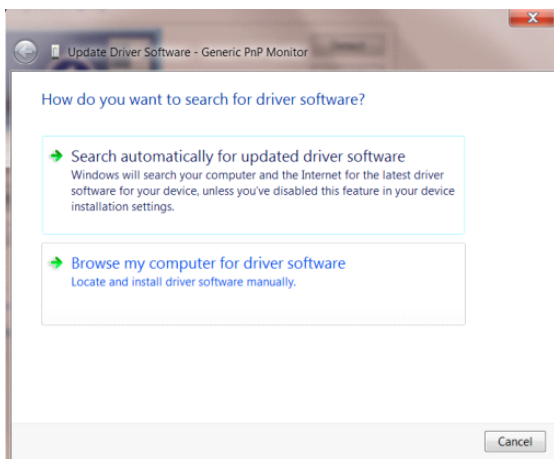 Update Driver Software - Generic PnP Monitor
How do you want to search for driver software?
Search automatically for updated driver software
Windows will search your computer and the Internet for the latest driver
software for your device, unless you've disabled this feature in your device
installation settings.
Browse my computer for driver software
Locate and install driver software manually.
Cancel